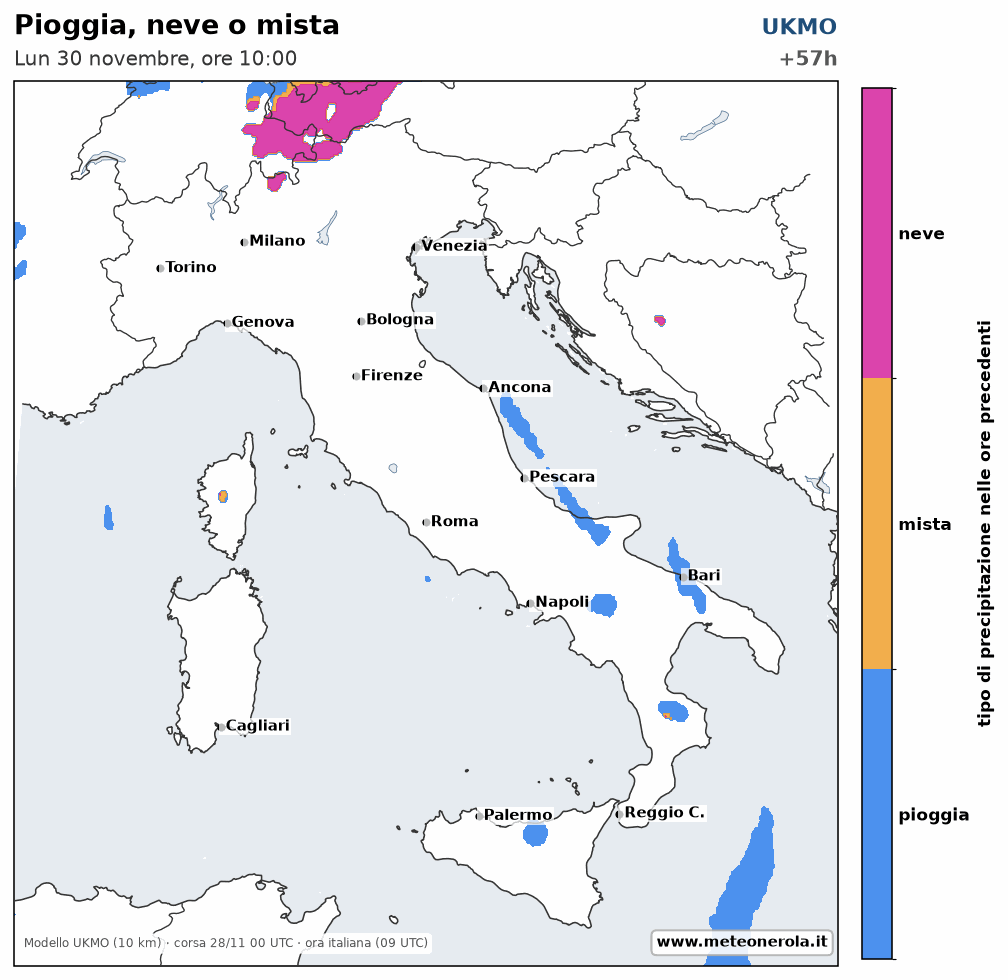 Pioggia, neve o mista
UKMO
Lun 30 novembre, ore 10:00
+57h
Milano
Venezia
Torino
Genova
Bologna
Firenze
Ancona
Pescara
Roma
Bari
Napoli
Cagliari
Palermo
Reggio C.
neve
mista
pioggia
tipo di precipitazione nelle ore precedenti
Modello UKMO (10 km) · corsa 28/11 00 UTC · ora italiana (09 UTC)
www.meteonerola.it